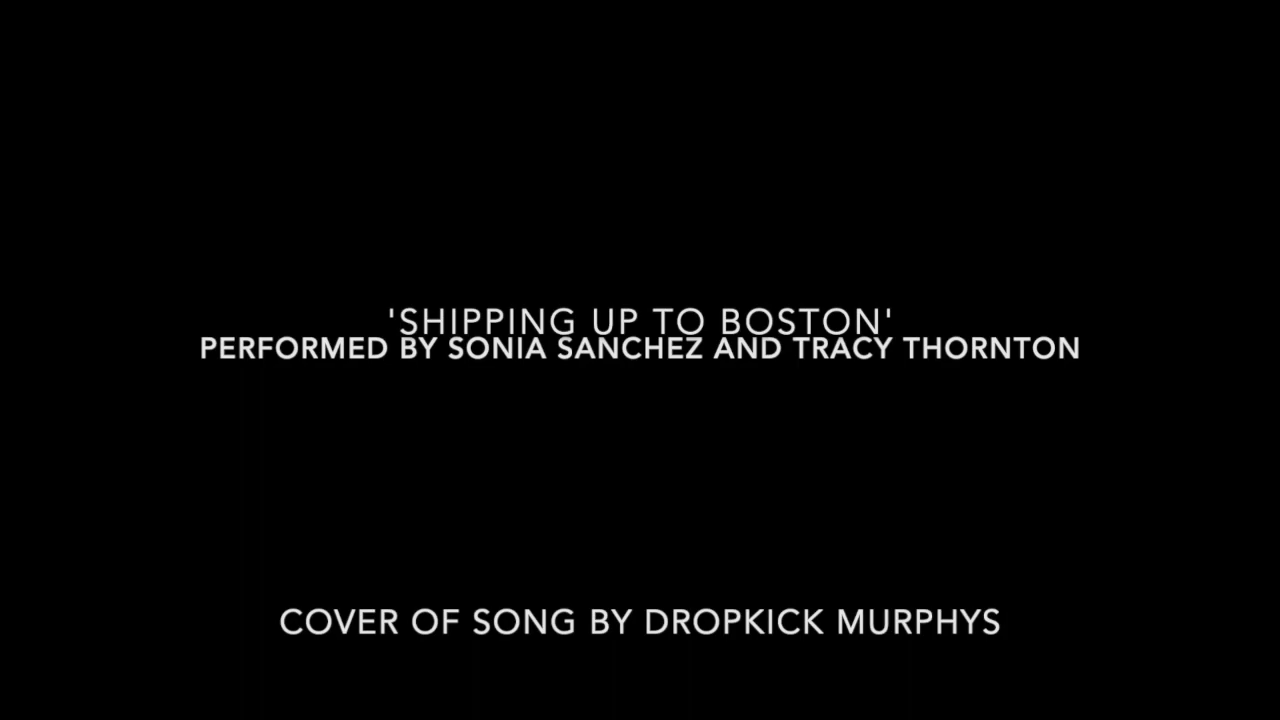 'SHIPPING UP TO BOSTON'
PERFORMED BY SONIA SANCHEZ AND TRACY THORNTON
COVER OF SONG BY DROPKICK MURPHYS